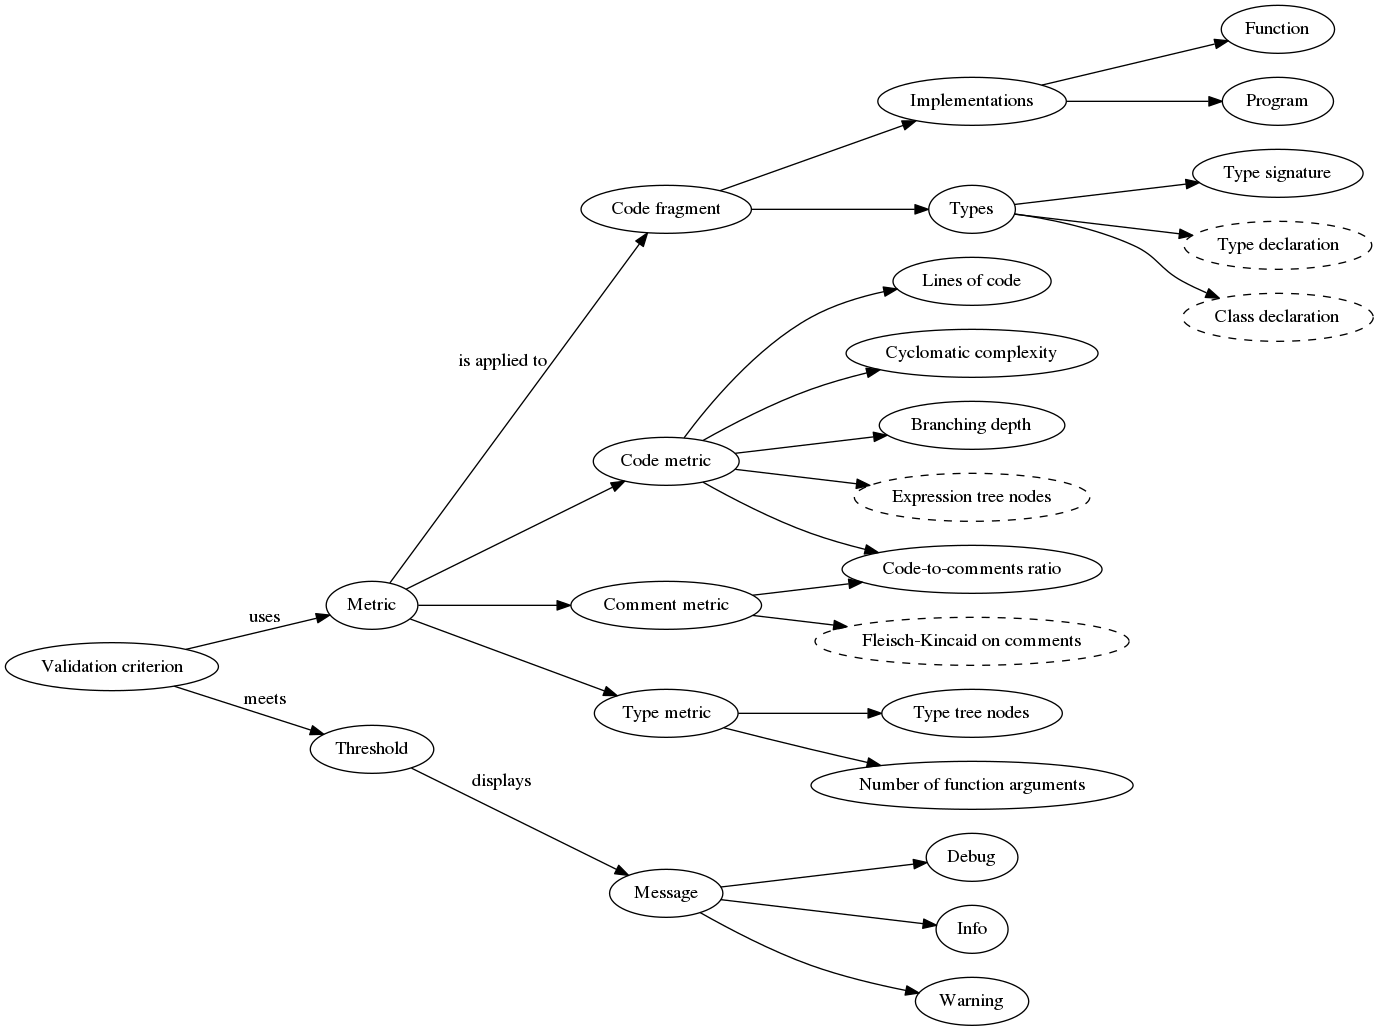 Function
Implementations
Program
Type signature
Code fragment
Types
Type declaration
Lines of code
Class declaration
is applied to
Cyclomatic complexity
Branching depth
Code metric
Expression tree nodes
Code-to-comments ratio
Metric
Comment metric
uses
Fleisch-Kincaid on comments
Validation criterion
meets
Type metric
Type tree nodes
Threshold
displays
Number of function arguments
Debug
Message
Info
Warning